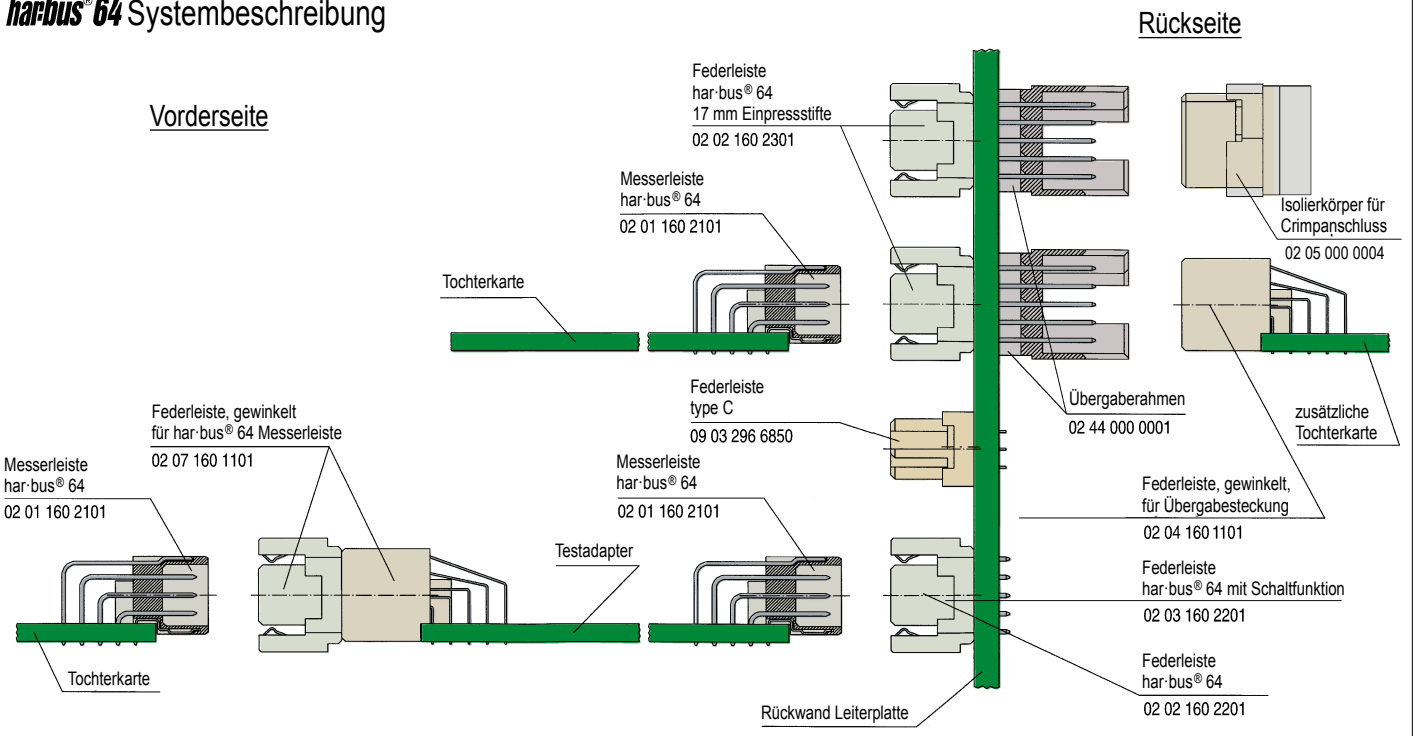 har·bus® 64 Systembeschreibung
Rückseite
Vorderseite
Federleiste
har·bus® 64
17 mm Einpressstifte
02 02 160 2301
Messerleiste
har·bus® 64
02 01 160 2101
Isolierkörper für
Crimpanschluss
02 05 000 0004
Tochterkarte
Federleiste
type C
09 03 296 6850
Übergaberahmen
02 44 000 0001
zusätzliche
Tochterkarte
Federleiste, gewinkelt
für har·bus® 64 Messerleiste
02 07 160 1101
Messerleiste
har·bus® 64
02 01 160 2101
Messerleiste
har·bus® 64
02 01 160 2101
Federleiste, gewinkelt,
für Übergabesteckung
02 04 160 1101
Testadapter
Federleiste
har·bus® 64 mit Schaltfunktion
02 03 160 2201
Tochterkarte
Federleiste
har·bus® 64
02 02 160 2201
Rückwand Leiterplatte